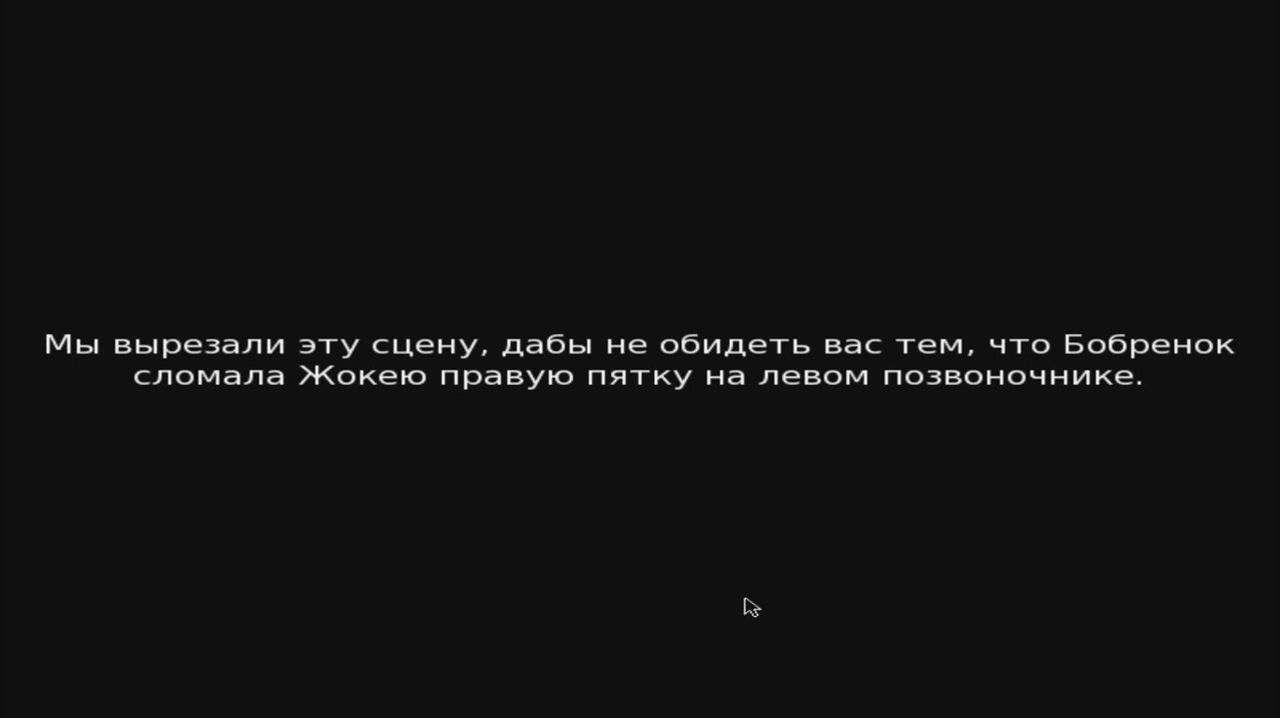 Мы вырезали эту сцену, дабы не обидеть вас тем, что Бобренок
сломала Жокею правую пятку на левом позвоночнике.